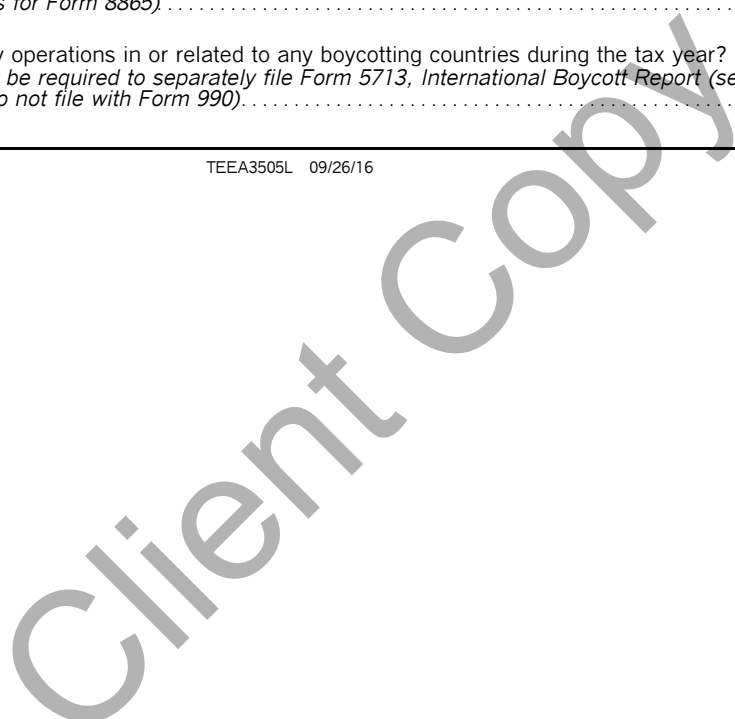 s for Form 8865)
y operations in or related to any boycotting countries during the tax year?
be required to separately file Form 5713, International Boycott Report (se
o not file with Form 990)
TEEA3505L 09/26/16
Client Copy